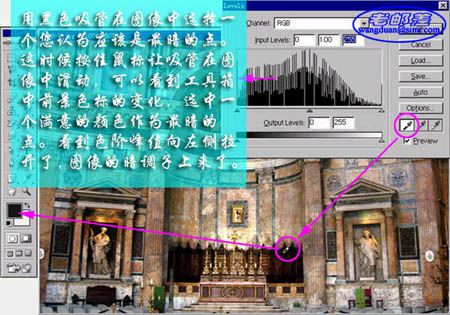 用黑色吸管在图像中选择一
个您认为应该是最暗的点。
这时候按住鼠标让吸管在图
像中滑动，可以看到工具箱
中前景色标的变化，选中一
个满意的颜色作为最暗的
点。看到色阶峰值向左侧拉
开了，图像的暗调子上来了。
Levels
Channel: RGB
老邮差
wangduan@sina.com
Input Levels: 0 1.00
Cancel
Load...
Save...
Auto
Options...
Output Levels: 0 255
Preview